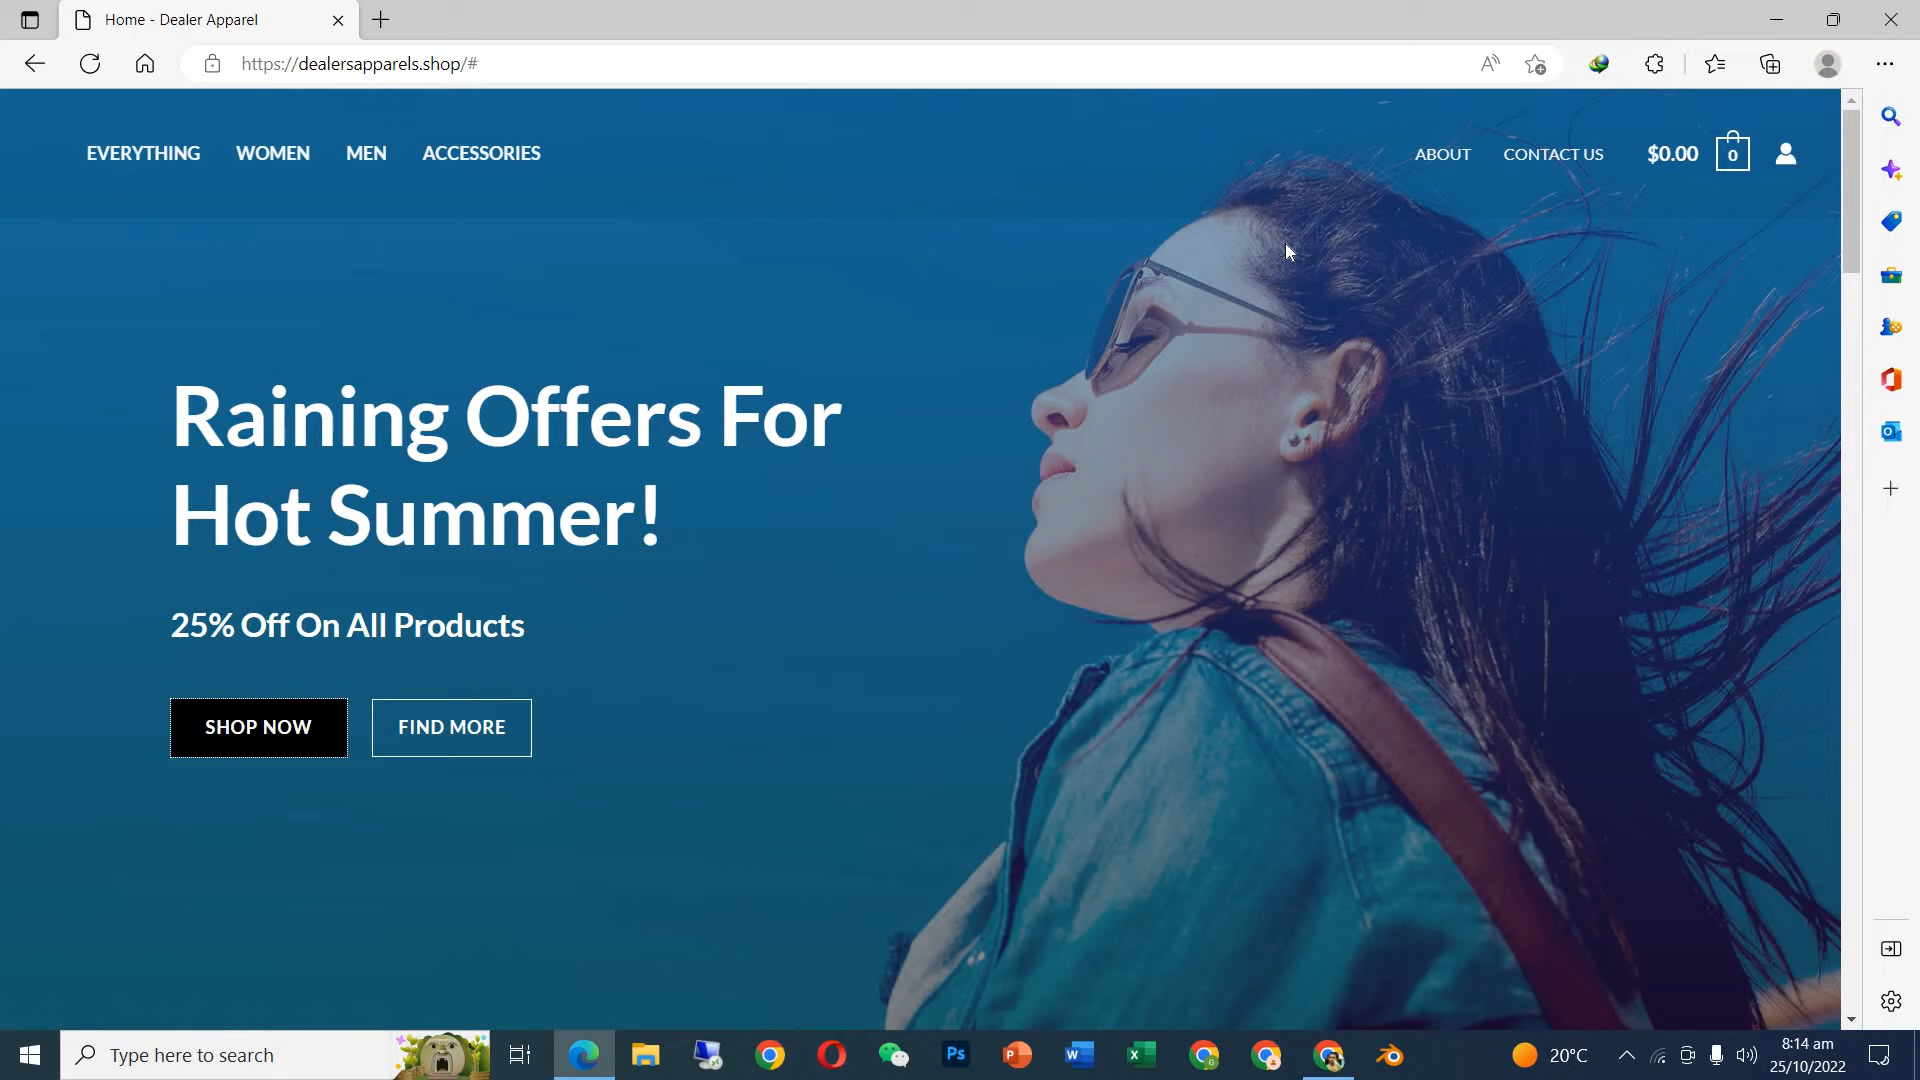 Home - Dealer Apparel
https://dealersapparels.shop/#
EVERYTHING WOMEN MEN ACCESSORIES
ABOUT CONTACT US $0.00 0
Raining Offers For
Hot Summer!
25% Off On All Products
SHOP NOW FIND MORE
Type here to search
20°C
8:14 am
25/10/2022